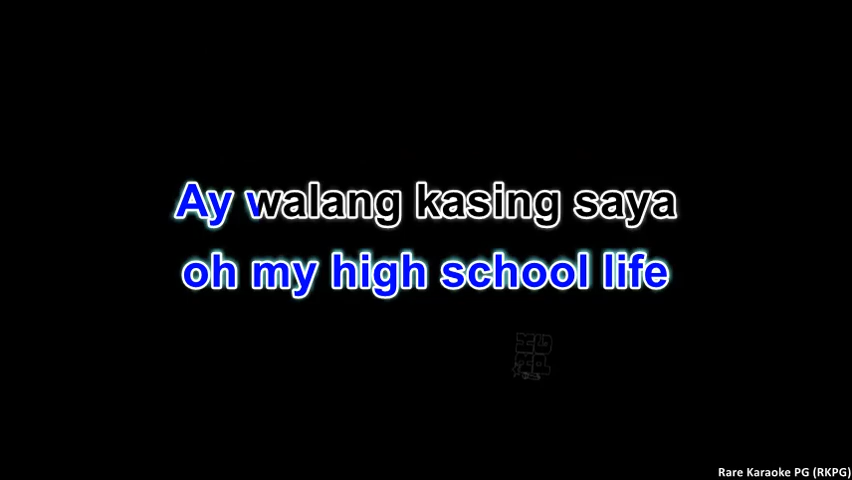 Ay walang kasing saya
oh my high school life
Rare Karaoke PG (RKPG)